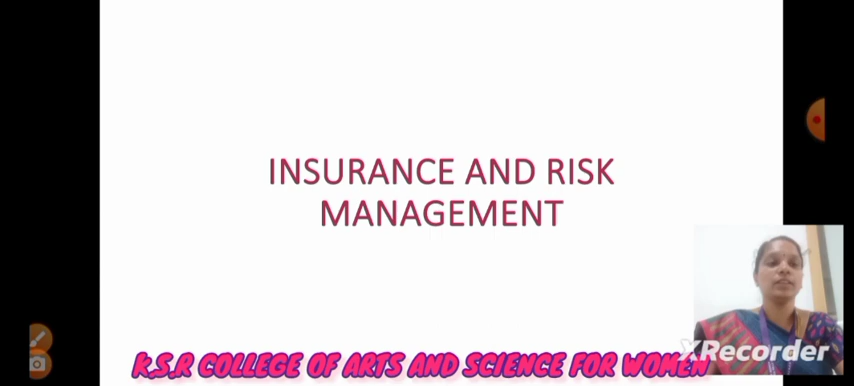 INSURANCE AND RISK
MANAGEMENT
K.S.R COLLEGE OF ARTS AND SCIENCE FOR WOMEN
XRecorder